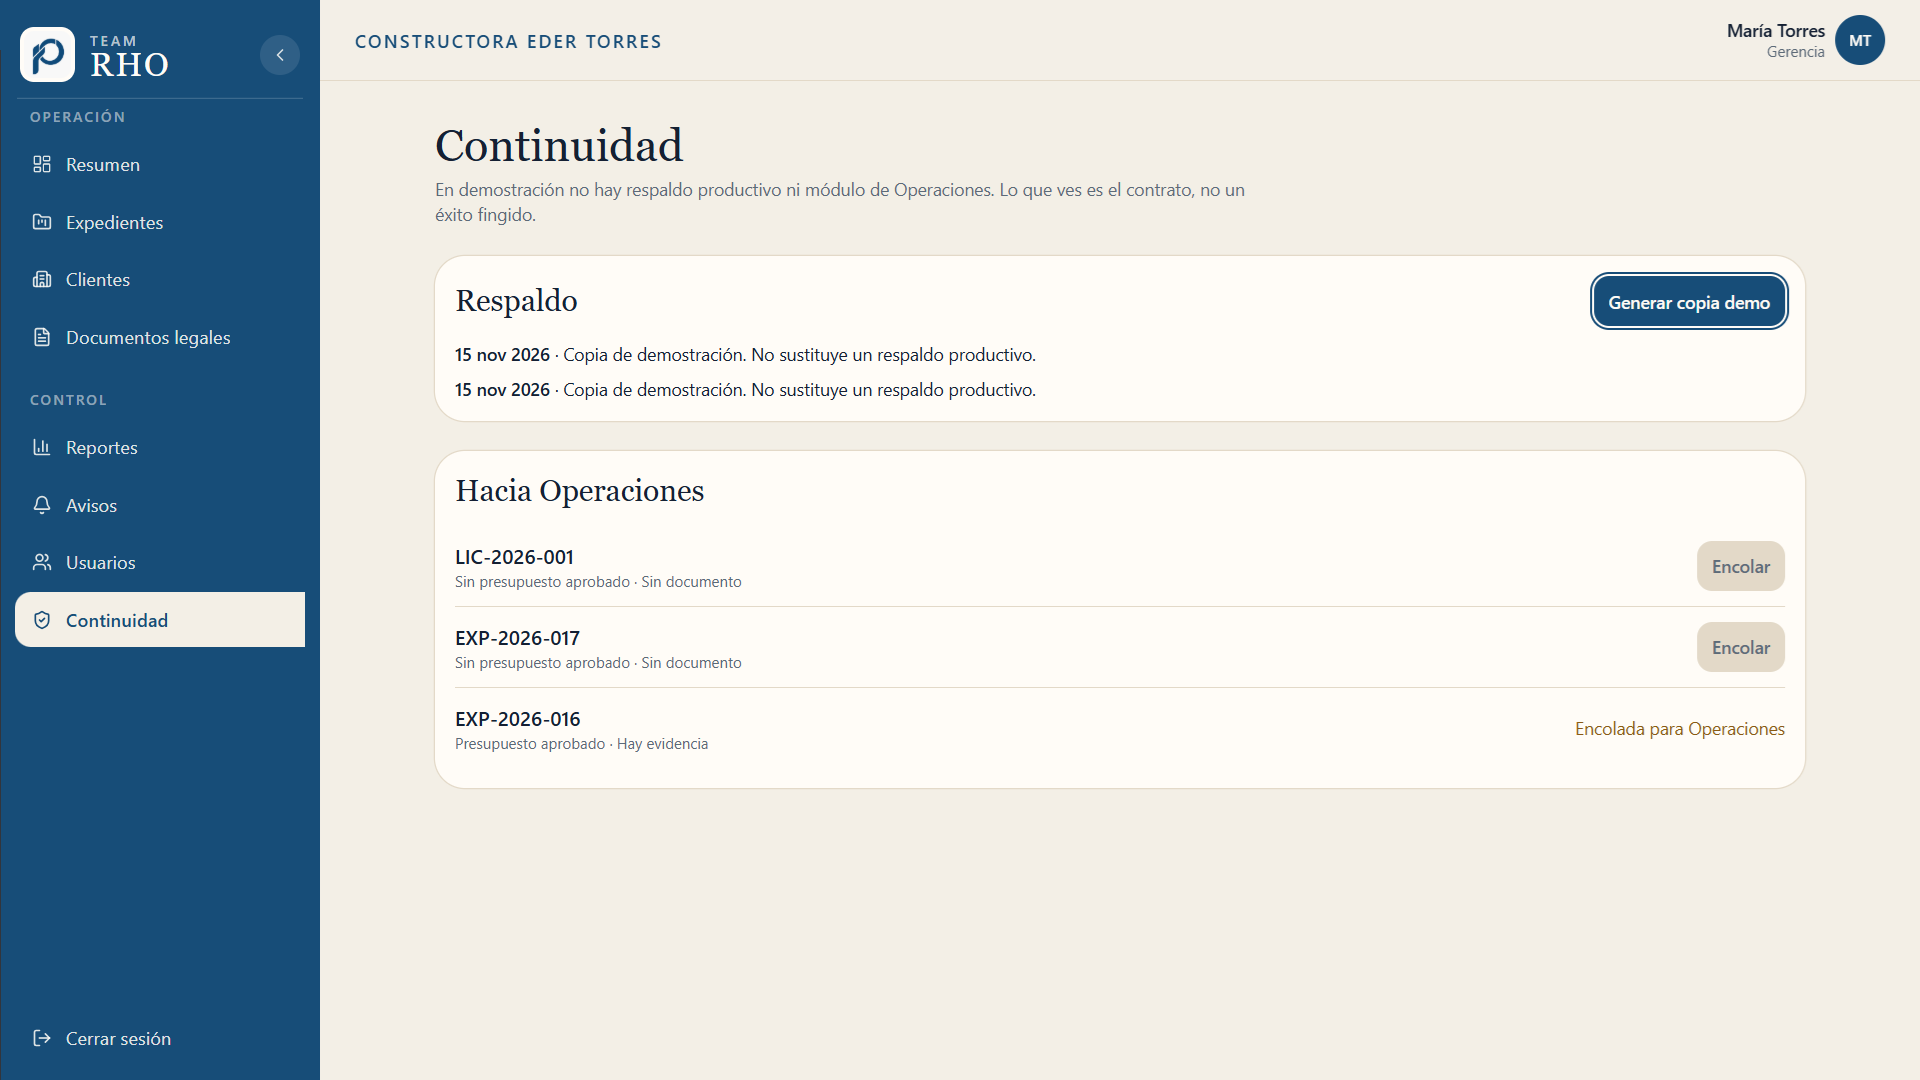 TEAM
RHO
OPERACIÓN
Resumen
Expedientes
Clientes
Documentos legales
CONTROL
Reportes
Avisos
Usuarios
Continuidad
Cerrar sesión
CONSTRUCTORA EDER TORRES
María Torres
Gerencia
MT
Continuidad
En demostración no hay respaldo productivo ni módulo de Operaciones. Lo que ves es el contrato, no un
éxito fingido.
Respaldo
Generar copia demo
15 nov 2026 · Copia de demostración. No sustituye un respaldo productivo.
15 nov 2026 · Copia de demostración. No sustituye un respaldo productivo.
Hacia Operaciones
LIC-2026-001
Sin presupuesto aprobado · Sin documento
Encolar
EXP-2026-017
Sin presupuesto aprobado · Sin documento
Encolar
EXP-2026-016
Presupuesto aprobado · Hay evidencia
Encolada para Operaciones